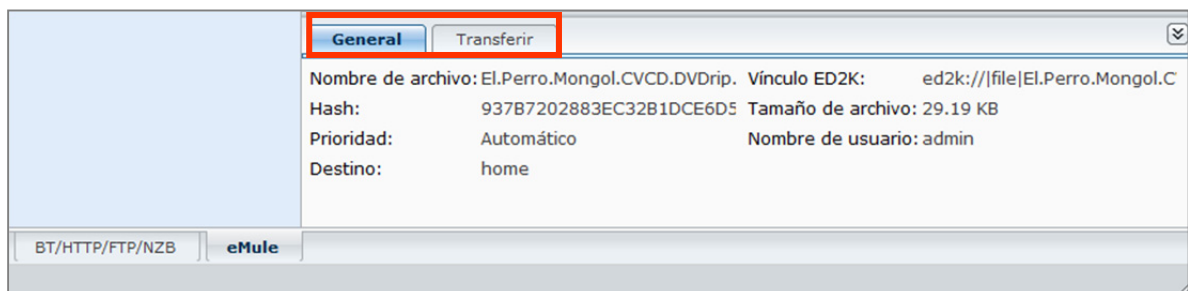 General Transferir
Nombre de archivo: El.Perro.Mongol.CVCD.DVDrip. Vínculo ED2K: ed2k://|file|El.Perro.Mongol.C
Hash: 937B7202883EC32B1DCE6D5 Tamaño de archivo: 29.19 KB
Prioridad: Automático Nombre de usuario: admin
Destino: home
BT/HTTP/FTP/NZB eMule